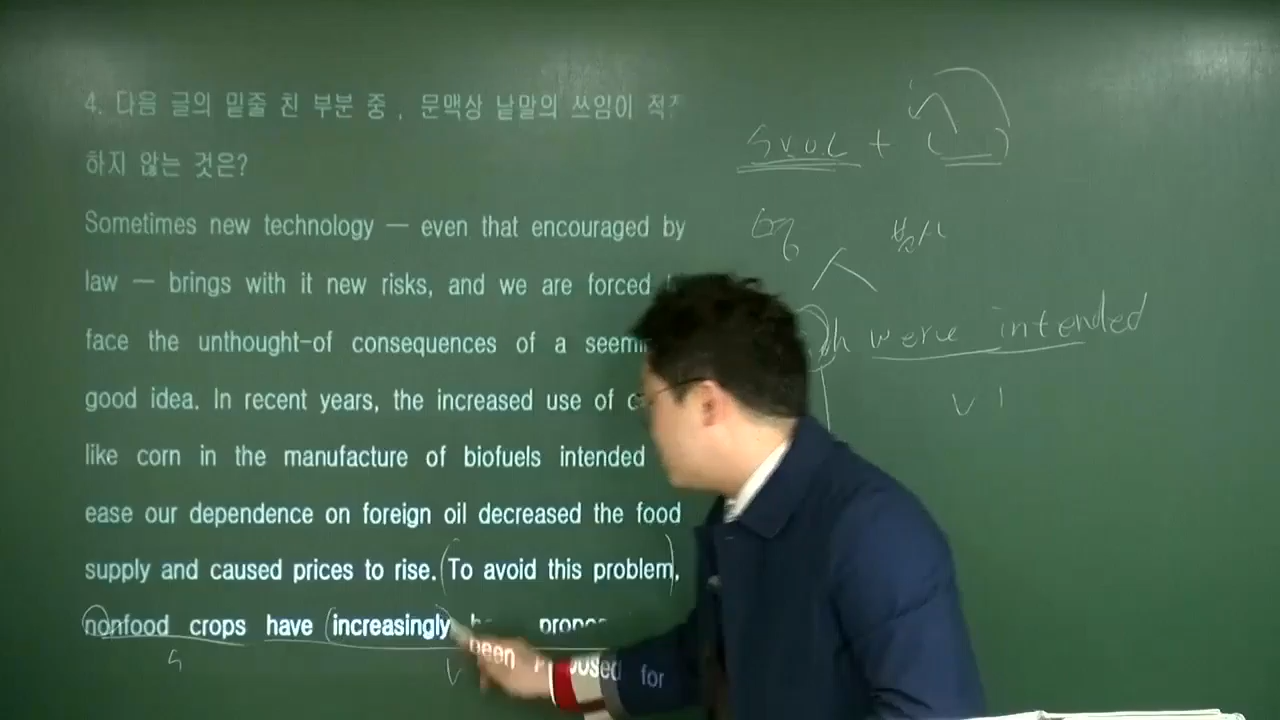 4. 다음 글의 밑줄 친 부분 중 , 문맥상 낱말의 쓰임이 적절
하지 않는 것은?
Sometimes new technology — even that encouraged by
law — brings with it new risks, and we are forced
face the unthought-of consequences of a
good idea. In recent years, the increased use of
like corn in the manufacture of biofuels intended
ease our dependence on foreign oil decreased the food
supply and caused prices to rise. (To avoid this problem),
nonfood crops have (increasingly) been proposed for
S V
S V O C + ( )
were intended
V